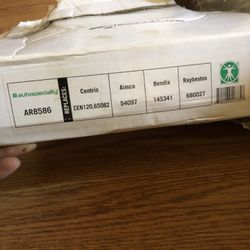 autospecialty
AR8586
REPLACES:
Centric
CEN120.65082
Aimco
54097
Bendix
145341
Raybestos
680027